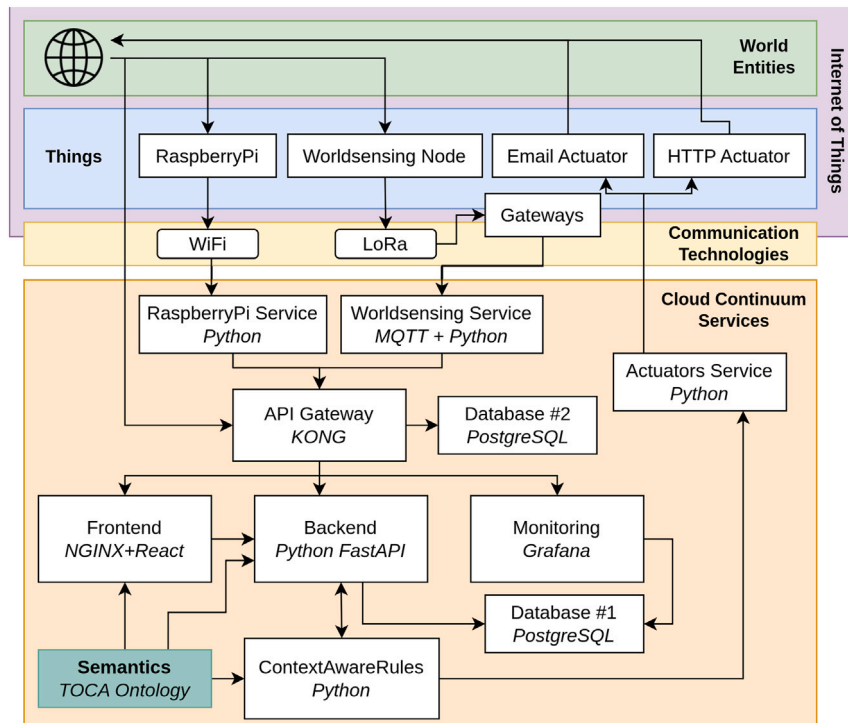 World
Entities
Internet of Things
Things
RaspberryPi
Worldsensing Node
Email Actuator
HTTP Actuator
Gateways
WiFi
LoRa
Communication
Technologies
Cloud Continuum
Services
RaspberryPi Service
Python
Worldsensing Service
MQTT + Python
Actuators Service
Python
API Gateway
KONG
Database #2
PostgreSQL
Frontend
NGINX+React
Backend
Python FastAPI
Monitoring
Grafana
Database #1
PostgreSQL
Semantics
TOCA Ontology
ContextAwareRules
Python